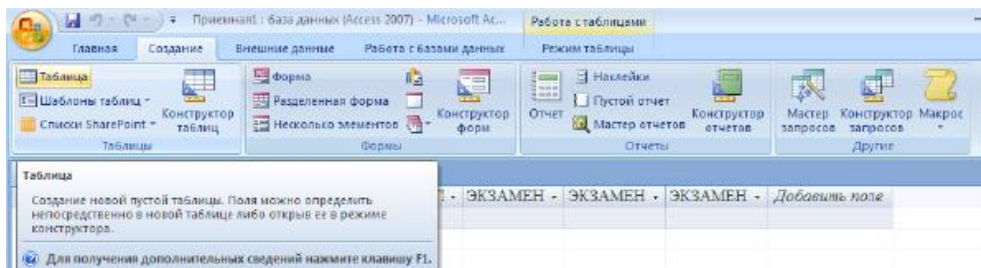 Приемная1 : база данных (Access 2007) - Microsoft Ac... Работа с таблицами
Главная Создание Внешние данные Работа с базами данных Режим таблицы
Таблица
Шаблоны таблиц
Списки SharePoint
Конструктор таблиц
Таблицы
Форма
Разделенная форма
Несколько элементов
Конструктор форм
Формы
Отчет
Наклейки
Пустой отчет
Мастер отчетов
Конструктор отчетов
Отчеты
Мастер запросов
Конструктор запросов
Макрос
Другие
Таблица
Создание новой пустой таблицы. Поля можно определить
непосредственно в новой таблице либо открыв ее в режиме
конструктора.
Для получения дополнительных сведений нажмите клавишу F1.
ЭКЗАМЕН ЭКЗАМЕН ЭКЗАМЕН Добавить поле